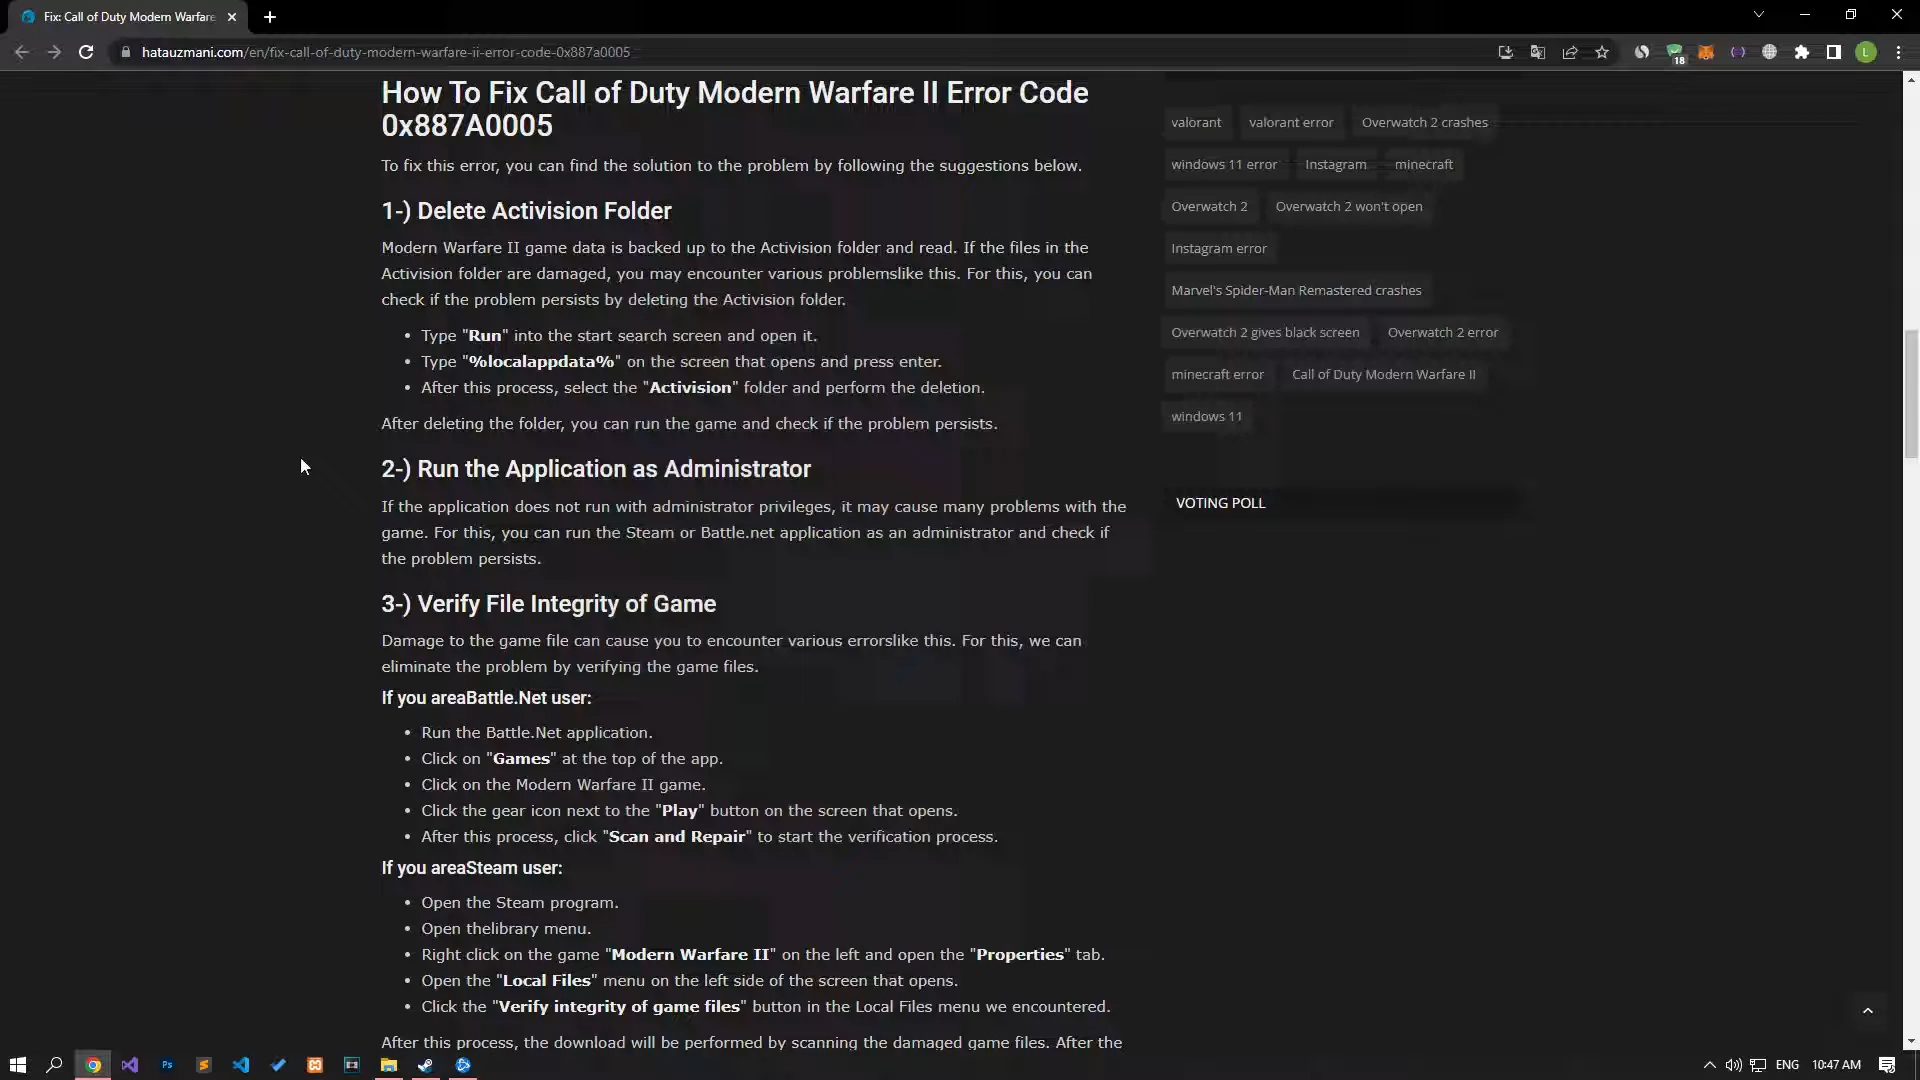 Fix: Call of Duty Modern Warfare
hatauzmani.com/en/fix-call-of-duty-modern-warfare-ii-error-code-0x887a0005
18
L
How To Fix Call of Duty Modern Warfare II Error Code
0x887A0005
To fix this error, you can find the solution to the problem by following the suggestions below.
1-) Delete Activision Folder
Modern Warfare II game data is backed up to the Activision folder and read. If the files in the
Activision folder are damaged, you may encounter various problemslike this. For this, you can
check if the problem persists by deleting the Activision folder.
• Type "Run" into the start search screen and open it.
• Type "%localappdata%" on the screen that opens and press enter.
• After this process, select the "Activision" folder and perform the deletion.
After deleting the folder, you can run the game and check if the problem persists.
2-) Run the Application as Administrator
If the application does not run with administrator privileges, it may cause many problems with the
game. For this, you can run the Steam or Battle.net application as an administrator and check if
the problem persists.
3-) Verify File Integrity of Game
Damage to the game file can cause you to encounter various errorslike this. For this, we can
eliminate the problem by verifying the game files.
If you areaBattle.Net user:
• Run the Battle.Net application.
• Click on "Games" at the top of the app.
• Click on the Modern Warfare II game.
• Click the gear icon next to the "Play" button on the screen that opens.
• After this process, click "Scan and Repair" to start the verification process.
If you areaSteam user:
• Open the Steam program.
• Open thelibrary menu.
• Right click on the game "Modern Warfare II" on the left and open the "Properties" tab.
• Open the "Local Files" menu on the left side of the screen that opens.
• Click the "Verify integrity of game files" button in the Local Files menu we encountered.
After this process, the download will be performed by scanning the damaged game files. After the
valorant valorant error Overwatch 2 crashes
windows 11 error Instagram minecraft
Overwatch 2 Overwatch 2 won't open
Instagram error
Marvel's Spider-Man Remastered crashes
Overwatch 2 gives black screen Overwatch 2 error
minecraft error Call of Duty Modern Warfare II
windows 11
VOTING POLL
Ps
ENG 10:47 AM